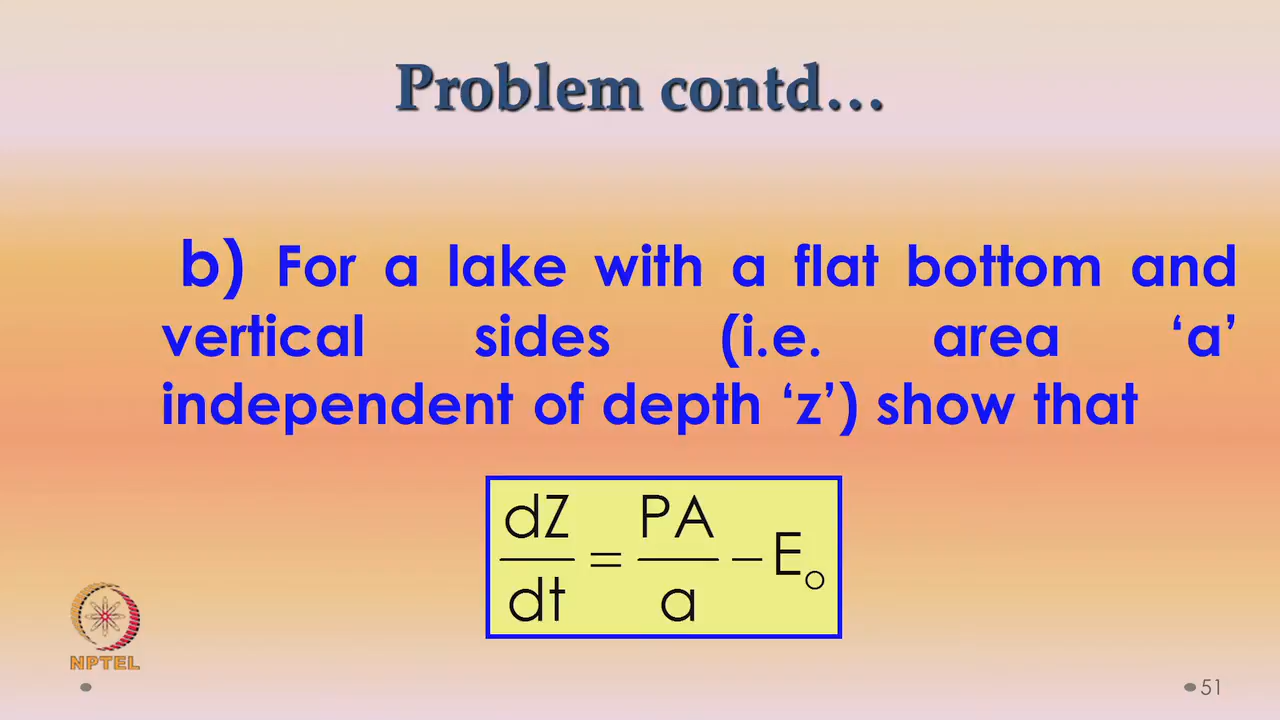 Problem contd…
b) For a lake with a flat bottom and
vertical sides (i.e. area ‘a’
independent of depth ‘z’) show that
dZ/dt = PA/a − Eo
NPTEL
51